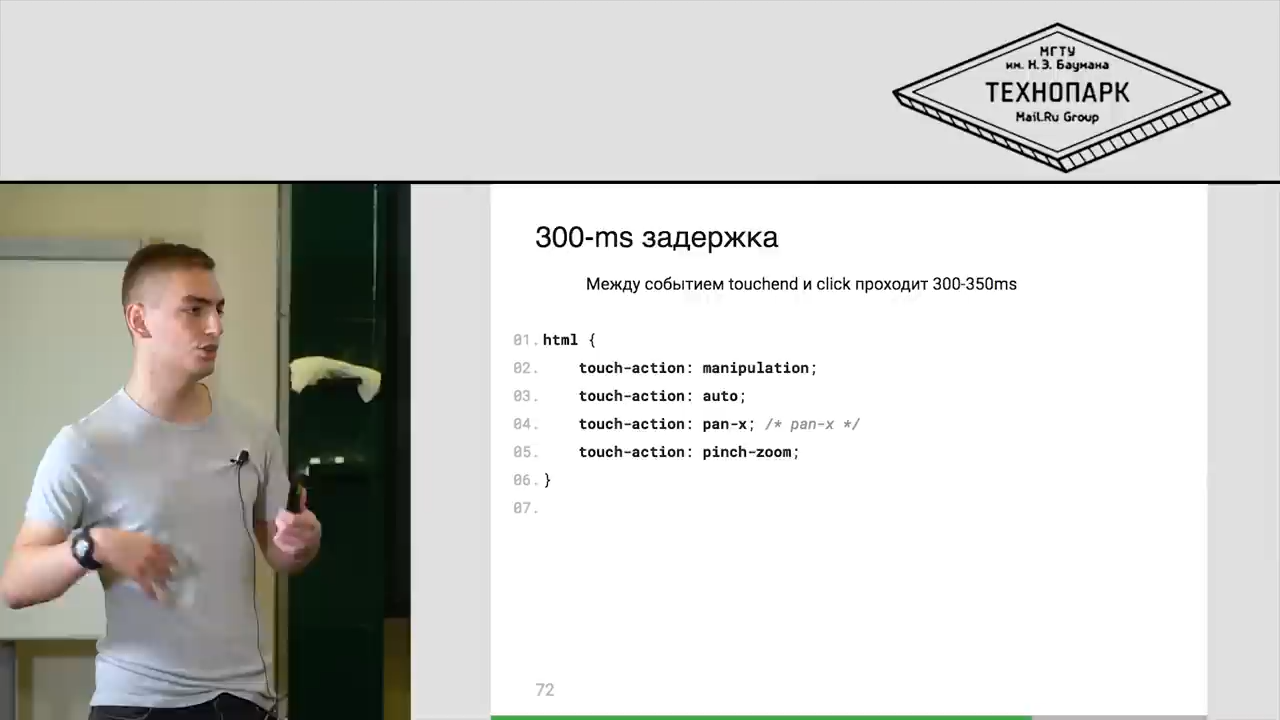 МГТУ
им. Н.Э. Баумана
ТЕХНОПАРК
Mail.Ru Group
300-ms задержка
Между событием touchend и click проходит 300-350ms
01. html {
02. touch-action: manipulation;
03. touch-action: auto;
04. touch-action: pan-x; /* pan-x */
05. touch-action: pinch-zoom;
06. }
07.
72